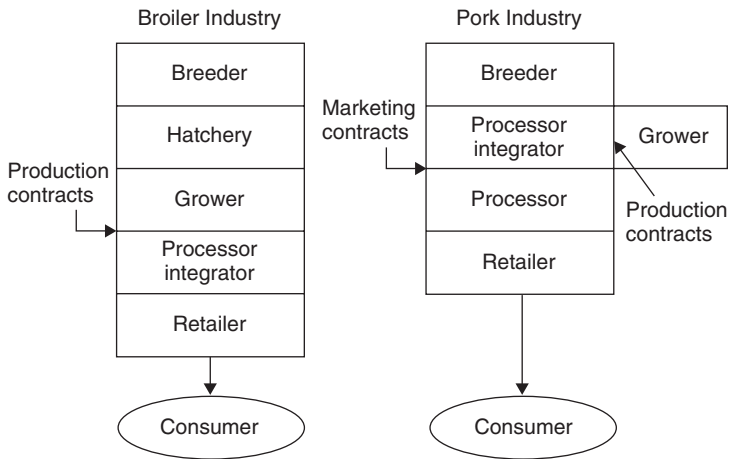 Broiler Industry
Breeder
Hatchery
Production
contracts
Grower
Processor
integrator
Retailer
Consumer
Pork Industry
Breeder
Marketing
contracts
Processor
integrator
Grower
Processor
Production
contracts
Retailer
Consumer